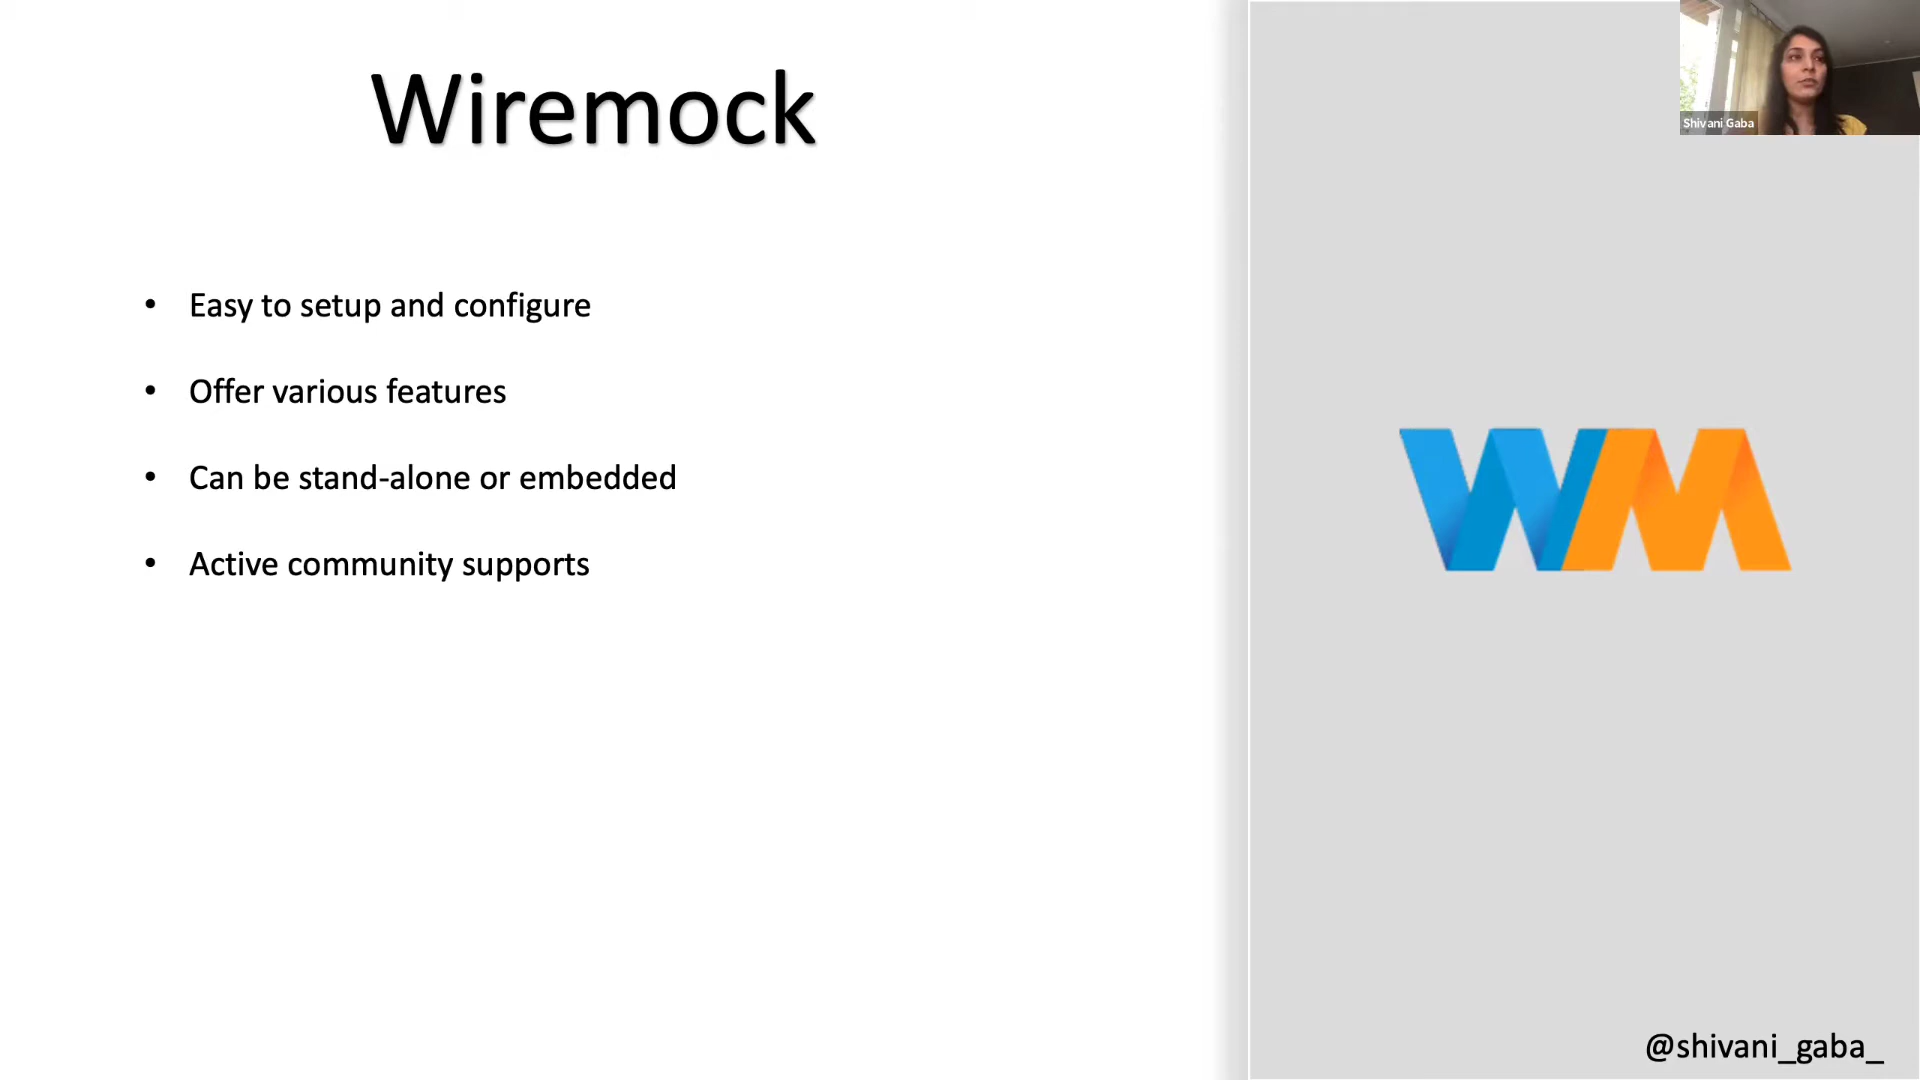 Wiremock
Shivani Gaba
• Easy to setup and configure
• Offer various features
• Can be stand-alone or embedded
• Active community supports
WM
@shivani_gaba_